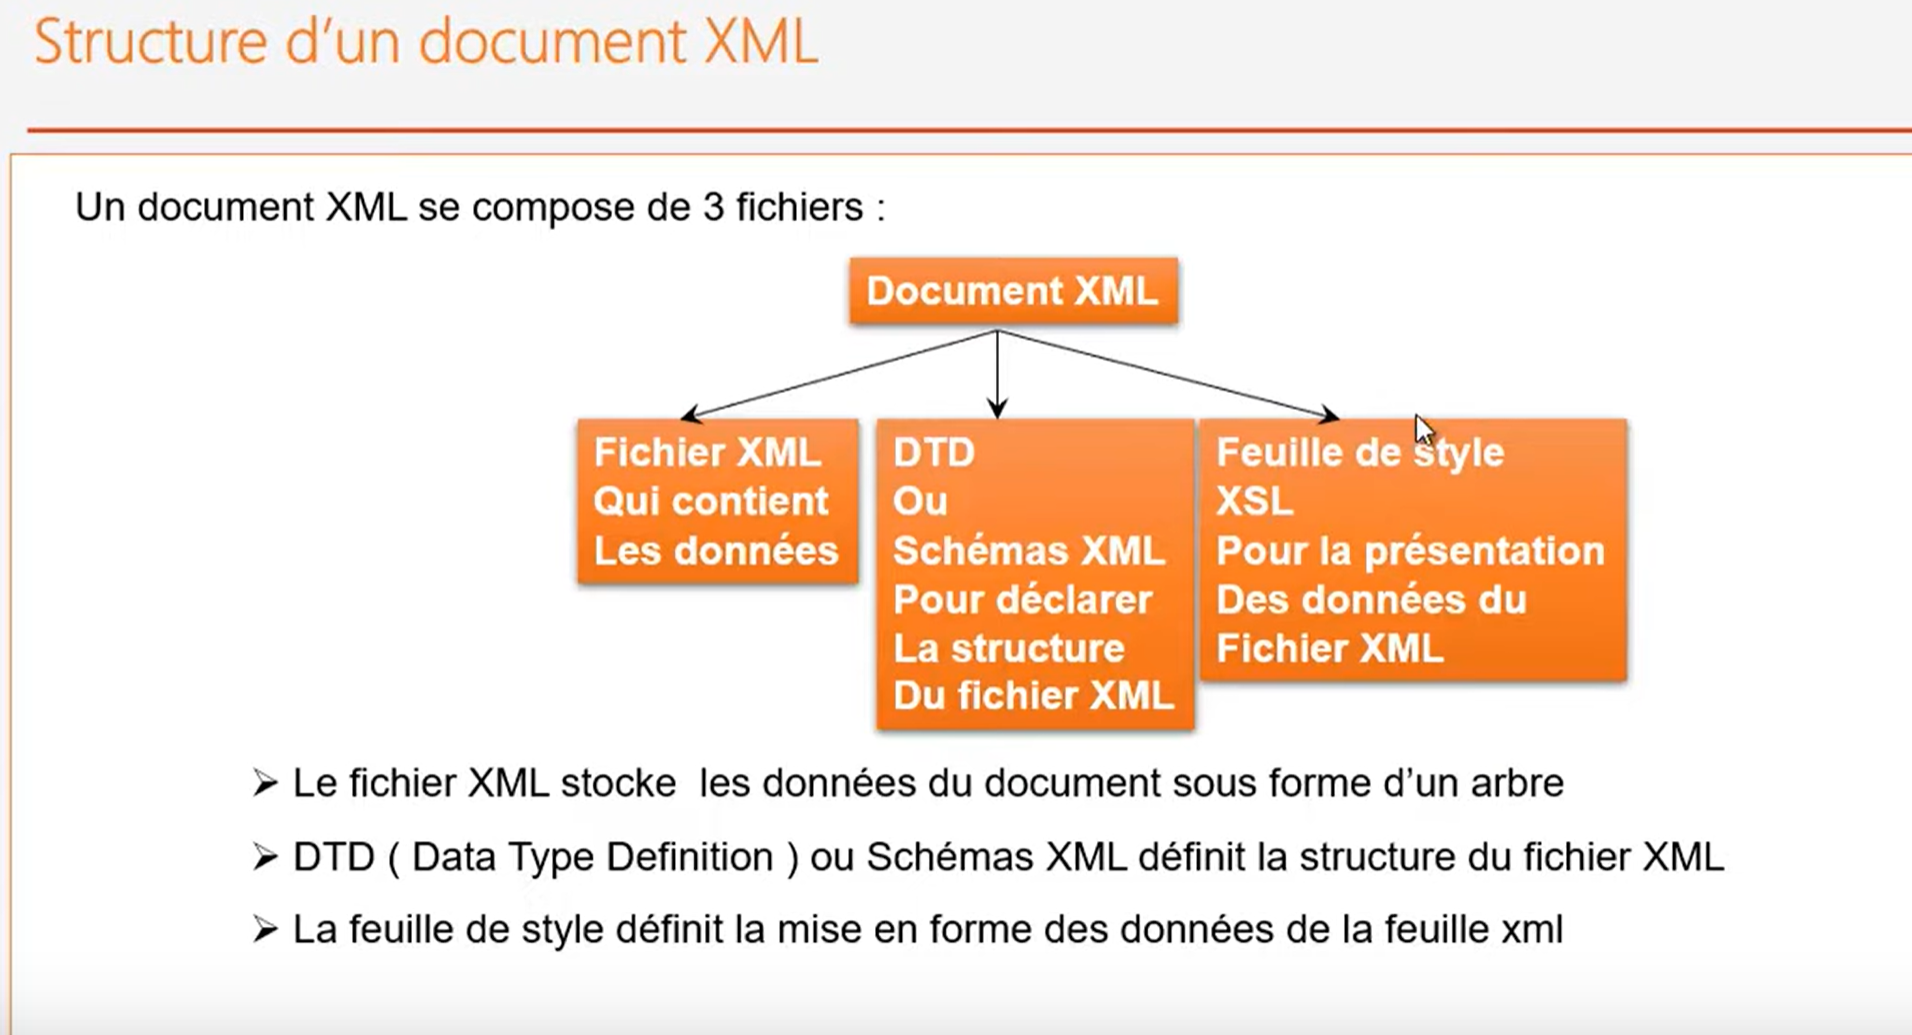 Structure d’un document XML
Un document XML se compose de 3 fichiers :
Document XML
Fichier XML
Qui contient
Les données
DTD
Ou
Schémas XML
Pour déclarer
La structure
Du fichier XML
Feuille de style
XSL
Pour la présentation
Des données du
Fichier XML
➢ Le fichier XML stocke les données du document sous forme d’un arbre
➢ DTD ( Data Type Definition ) ou Schémas XML définit la structure du fichier XML
➢ La feuille de style définit la mise en forme des données de la feuille xml